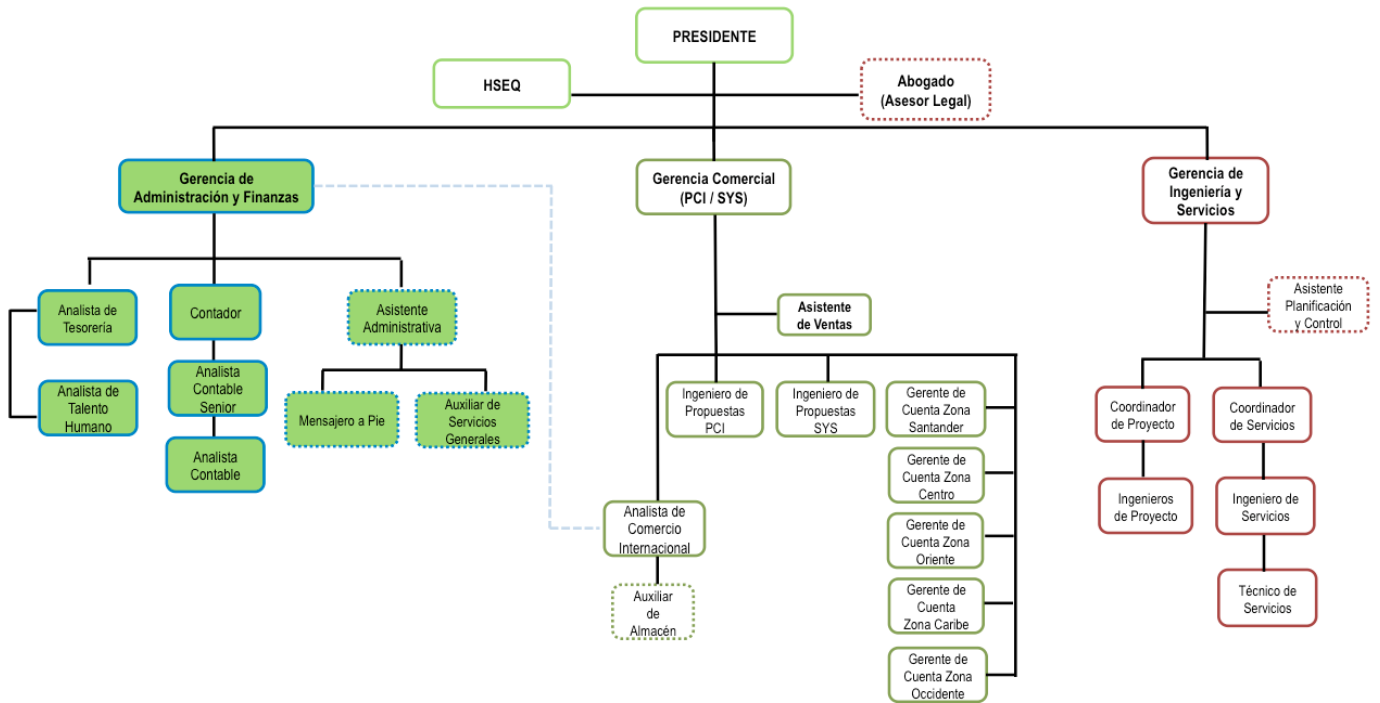 PRESIDENTE
HSEQ
Abogado
(Asesor Legal)
Gerencia de
Administración y Finanzas
Gerencia Comercial
(PCI / SYS)
Gerencia de
Ingeniería y
Servicios
Analista de
Tesorería
Contador
Asistente
Administrativa
Analista de
Talento
Humano
Analista
Contable
Senior
Analista
Contable
Mensajero a Pie
Auxiliar de
Servicios
Generales
Asistente
de Ventas
Ingeniero de
Propuestas
PCI
Ingeniero de
Propuestas
SYS
Gerente de
Cuenta Zona
Santander
Gerente de
Cuenta Zona
Centro
Gerente de
Cuenta Zona
Oriente
Gerente de
Cuenta
Zona Caribe
Gerente de
Cuenta Zona
Occidente
Analista de
Comercio
Internacional
Auxiliar
de
Almacén
Asistente
Planificación
y Control
Coordinador
de Proyecto
Coordinador
de Servicios
Ingenieros
de Proyecto
Ingeniero de
Servicios
Técnico de
Servicios